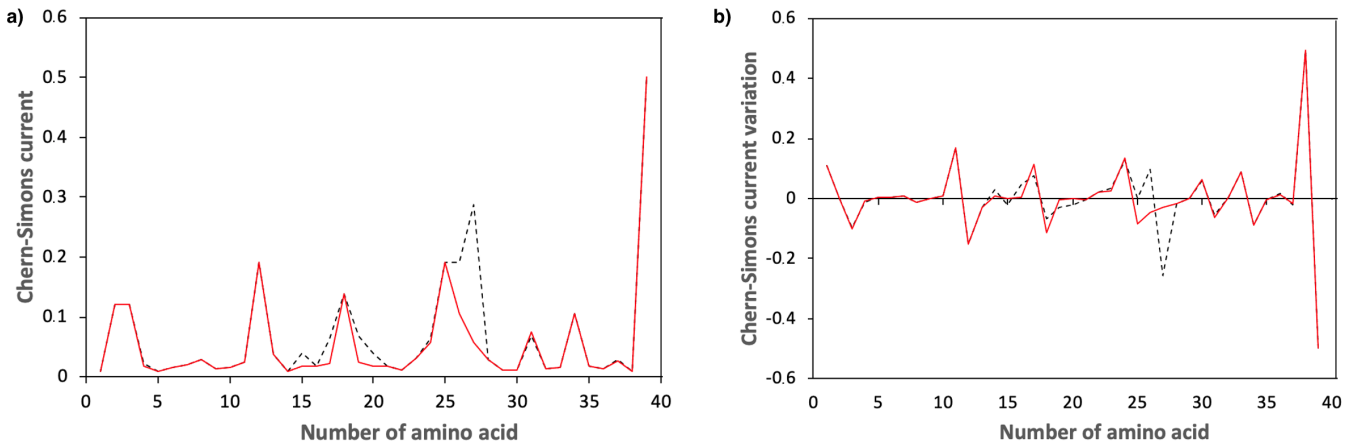 a)
Chern-Simons current
0.6
0.5
0.4
0.3
0.2
0.1
0
0 5 10 15 20 25 30 35 40
Number of amino acid
b)
Chern-Simons current variation
0.6
0.4
0.2
0
-0.2
-0.4
-0.6
0 5 10 15 20 25 30 35 40
Number of amino acid